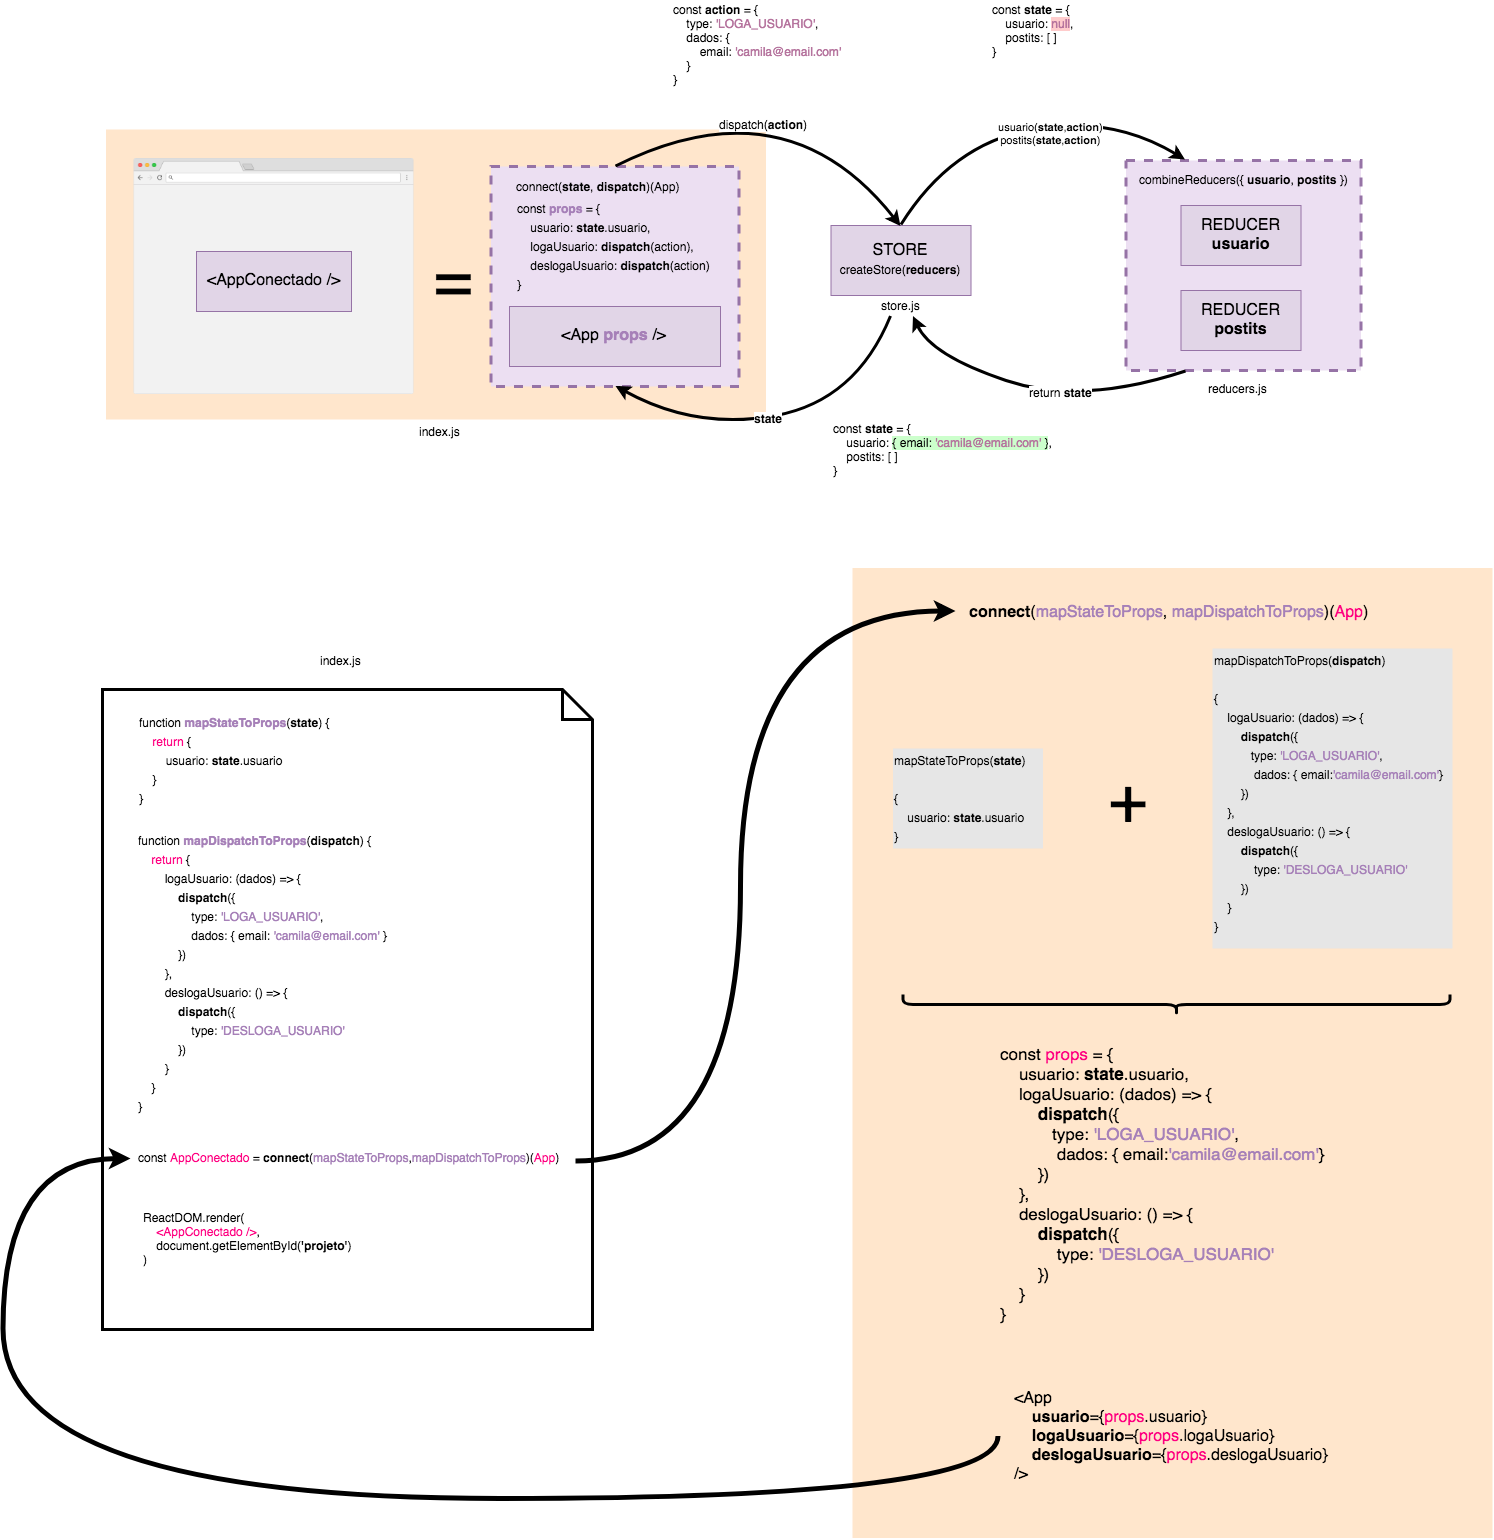 const action = {
type: 'LOGA_USUARIO',
dados: {
email: 'camila@email.com'
}
}
const state = {
usuario: null,
postits: [ ]
}
dispatch(action)
usuario(state,action)
postits(state,action)
<AppConectado />
=
connect(state, dispatch)(App)
const props = {
usuario: state.usuario,
logaUsuario: dispatch(action),
deslogaUsuario: dispatch(action)
}
<App props />
STORE
createStore(reducers)
store.js
combineReducers({ usuario, postits })
REDUCER
usuario
REDUCER
postits
reducers.js
return state
state
index.js
const state = {
usuario: { email: 'camila@email.com' },
postits: [ ]
}
index.js
function mapStateToProps(state) {
return {
usuario: state.usuario
}
}
function mapDispatchToProps(dispatch) {
return {
logaUsuario: (dados) => {
dispatch({
type: 'LOGA_USUARIO',
dados: { email: 'camila@email.com' }
})
},
deslogaUsuario: () => {
dispatch({
type: 'DESLOGA_USUARIO'
})
}
}
}
const AppConectado = connect(mapStateToProps,mapDispatchToProps)(App)
ReactDOM.render(
<AppConectado />,
document.getElementById('projeto')
)
connect(mapStateToProps, mapDispatchToProps)(App)
mapStateToProps(state)
{
usuario: state.usuario
}
+
mapDispatchToProps(dispatch)
{
logaUsuario: (dados) => {
dispatch({
type: 'LOGA_USUARIO',
dados: { email:'camila@email.com'}
})
},
deslogaUsuario: () => {
dispatch({
type: 'DESLOGA_USUARIO'
})
}
}
const props = {
usuario: state.usuario,
logaUsuario: (dados) => {
dispatch({
type: 'LOGA_USUARIO',
dados: { email:'camila@email.com'}
})
},
deslogaUsuario: () => {
dispatch({
type: 'DESLOGA_USUARIO'
})
}
}
<App
usuario={props.usuario}
logaUsuario={props.logaUsuario}
deslogaUsuario={props.deslogaUsuario}
/>